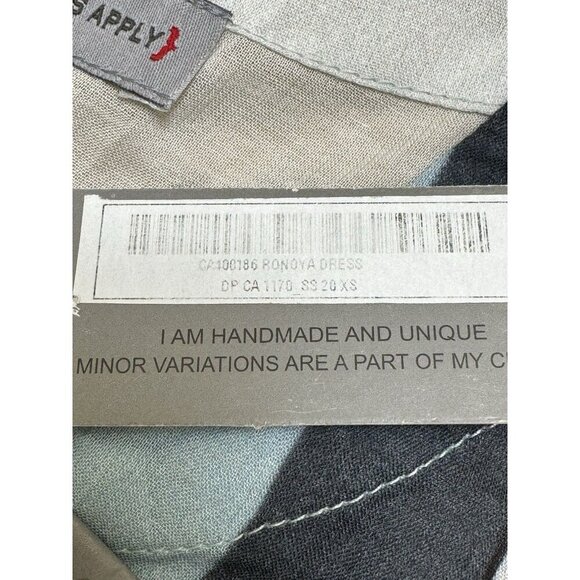 S APPLY}
CA100186 RONOYA DRESS
DP CA 1170_SS 20 XS
I AM HANDMADE AND UNIQUE
MINOR VARIATIONS ARE A PART OF MY C